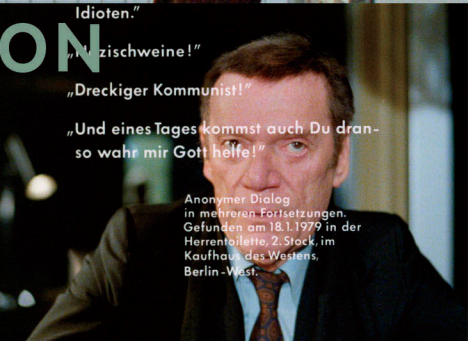 Idioten.”
ON
„Nazischweine!”
„Dreckiger Kommunist!”
„Und eines Tages kommst auch Du dran-
so wahr mir Gott helfe!”
Anonymer Dialog
in mehreren Fortsetzungen.
Gefunden am 18.1.1979 in der
Herrentoilette, 2. Stock, im
Kaufhaus des Westens,
Berlin-West.